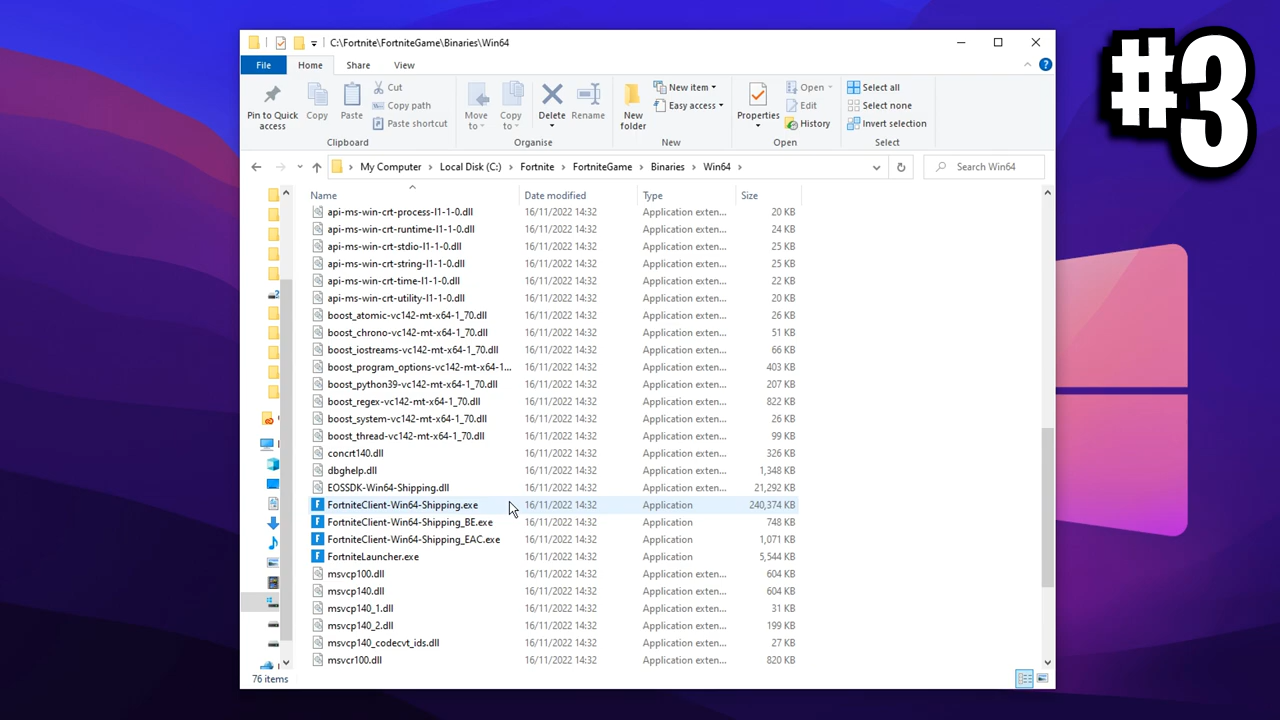 C:\Fortnite\FortniteGame\Binaries\Win64
#3
File Home Share View
Pin to Quick access
Copy
Paste
Cut
Copy path
Paste shortcut
Move to
Copy to
Delete
Rename
New folder
New item
Easy access
Properties
Open
Edit
History
Select all
Select none
Invert selection
Clipboard Organise New Open Select
My Computer > Local Disk (C:) > Fortnite > FortniteGame > Binaries > Win64 >
Search Win64
Name Date modified Type Size
api-ms-win-crt-process-l1-1-0.dll 16/11/2022 14:32 Application exten... 20 KB
api-ms-win-crt-runtime-l1-1-0.dll 16/11/2022 14:32 Application exten... 24 KB
api-ms-win-crt-stdio-l1-1-0.dll 16/11/2022 14:32 Application exten... 25 KB
api-ms-win-crt-string-l1-1-0.dll 16/11/2022 14:32 Application exten... 25 KB
api-ms-win-crt-time-l1-1-0.dll 16/11/2022 14:32 Application exten... 22 KB
api-ms-win-crt-utility-l1-1-0.dll 16/11/2022 14:32 Application exten... 20 KB
boost_atomic-vc142-mt-x64-1_70.dll 16/11/2022 14:32 Application exten... 26 KB
boost_chrono-vc142-mt-x64-1_70.dll 16/11/2022 14:32 Application exten... 51 KB
boost_iostreams-vc142-mt-x64-1_70.dll 16/11/2022 14:32 Application exten... 66 KB
boost_program_options-vc142-mt-x64-1... 16/11/2022 14:32 Application exten... 403 KB
boost_python39-vc142-mt-x64-1_70.dll 16/11/2022 14:32 Application exten... 207 KB
boost_regex-vc142-mt-x64-1_70.dll 16/11/2022 14:32 Application exten... 822 KB
boost_system-vc142-mt-x64-1_70.dll 16/11/2022 14:32 Application exten... 26 KB
boost_thread-vc142-mt-x64-1_70.dll 16/11/2022 14:32 Application exten... 99 KB
concrt140.dll 16/11/2022 14:32 Application exten... 326 KB
dbghelp.dll 16/11/2022 14:32 Application exten... 1,348 KB
EOSSDK-Win64-Shipping.dll 16/11/2022 14:32 Application exten... 21,292 KB
FortniteClient-Win64-Shipping.exe 16/11/2022 14:32 Application 240,374 KB
FortniteClient-Win64-Shipping_BE.exe 16/11/2022 14:32 Application 748 KB
FortniteClient-Win64-Shipping_EAC.exe 16/11/2022 14:32 Application 1,071 KB
FortniteLauncher.exe 16/11/2022 14:32 Application 5,544 KB
msvcp100.dll 16/11/2022 14:32 Application exten... 604 KB
msvcp140.dll 16/11/2022 14:32 Application exten... 604 KB
msvcp140_1.dll 16/11/2022 14:32 Application exten... 31 KB
msvcp140_2.dll 16/11/2022 14:32 Application exten... 199 KB
msvcp140_codecvt_ids.dll 16/11/2022 14:32 Application exten... 27 KB
msvcr100.dll 16/11/2022 14:32 Application exten... 820 KB
76 items